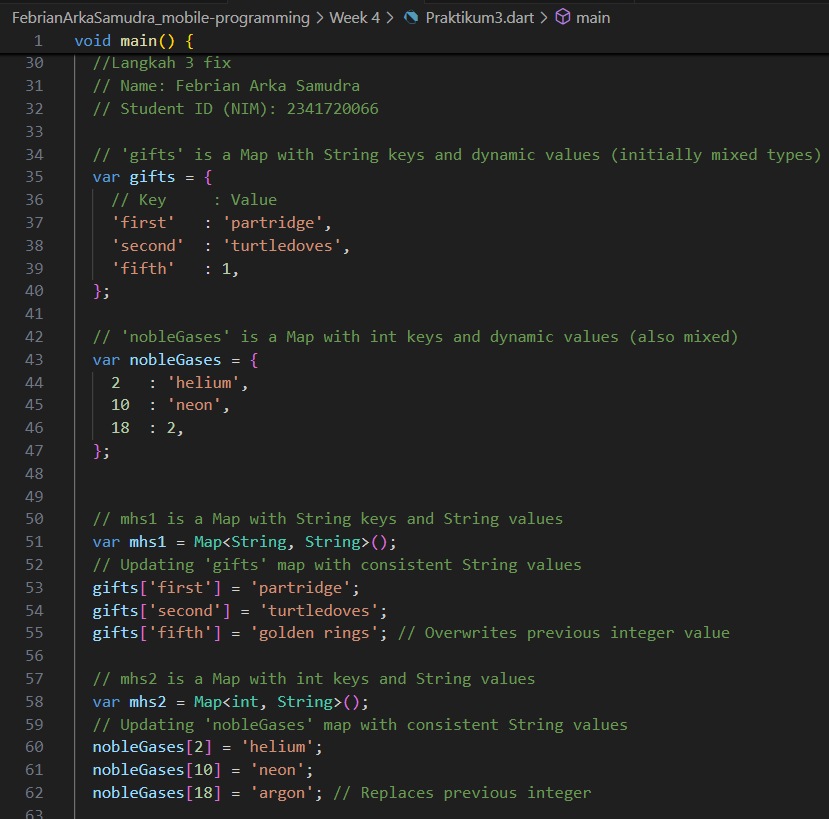 FebrianArkaSamudra_mobile-programming > Week 4 > Praktikum3.dart > main
1 void main() {
30 //Langkah 3 fix
31 // Name: Febrian Arka Samudra
32 // Student ID (NIM): 2341720066
33
34 // 'gifts' is a Map with String keys and dynamic values (initially mixed types)
35 var gifts = {
36 // Key     : Value
37 'first'   : 'partridge',
38 'second'  : 'turtledoves',
39 'fifth'   : 1,
40 };
41
42 // 'nobleGases' is a Map with int keys and dynamic values (also mixed)
43 var nobleGases = {
44 2   : 'helium',
45 10  : 'neon',
46 18  : 2,
47 };
48
49
50 // mhs1 is a Map with String keys and String values
51 var mhs1 = Map<String, String>();
52 // Updating 'gifts' map with consistent String values
53 gifts['first'] = 'partridge';
54 gifts['second'] = 'turtledoves';
55 gifts['fifth'] = 'golden rings'; // Overwrites previous integer value
56
57 // mhs2 is a Map with int keys and String values
58 var mhs2 = Map<int, String>();
59 // Updating 'nobleGases' map with consistent String values
60 nobleGases[2] = 'helium';
61 nobleGases[10] = 'neon';
62 nobleGases[18] = 'argon'; // Replaces previous integer
63